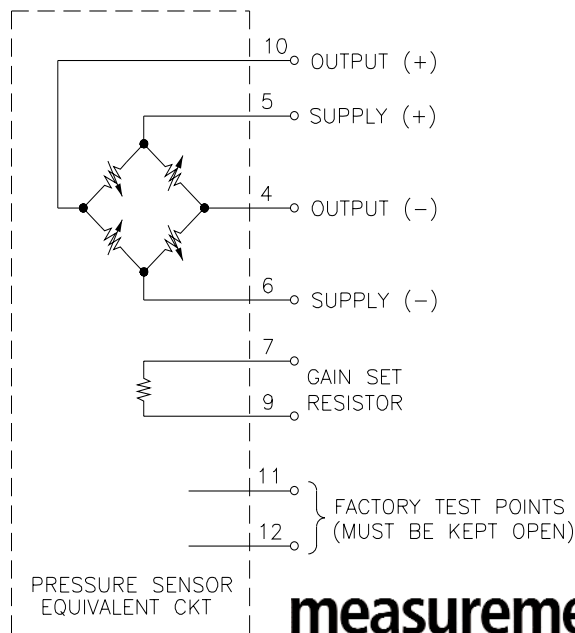 10 OUTPUT (+)
5 SUPPLY (+)
4 OUTPUT (−)
6 SUPPLY (−)
7
GAIN SET
RESISTOR
9
11
FACTORY TEST POINTS
(MUST BE KEPT OPEN)
12
PRESSURE SENSOR
EQUIVALENT CKT
measureme